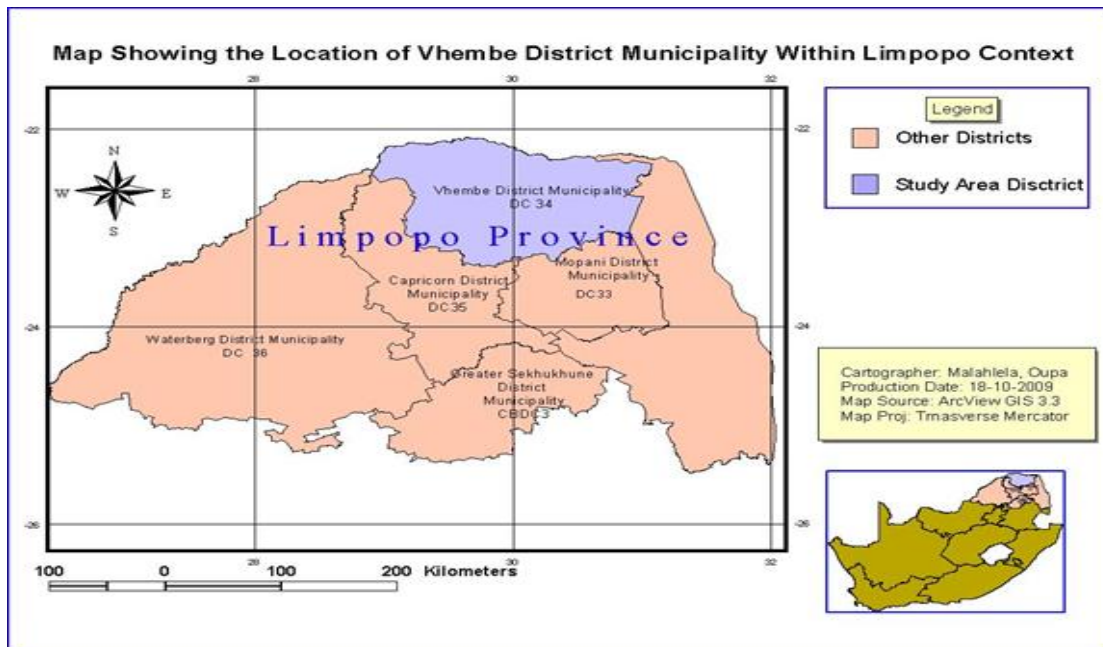 Map Showing the Location of Vhembe District Municipality Within Limpopo Context
28
30
32
-22
-22
Legend
Other Districts
Study Area Disctrict
N
W
E
S
Vhembe District Municipality
DC 34
Limpopo Province
Mopani District
Municipality
DC33
Capricorn District
Municipality
DC35
-24
-24
Waterberg District Municipality
DC 36
Greater Sekhukhune
District
Municipality
CBDC3
Cartographer: Malahlela, Oupa
Production Date: 18-10-2009
Map Source: ArcView GIS 3.3
Map Proj: Trnasverse Mercator
-26
-26
28
30
32
100
0
100
200 Kilometers